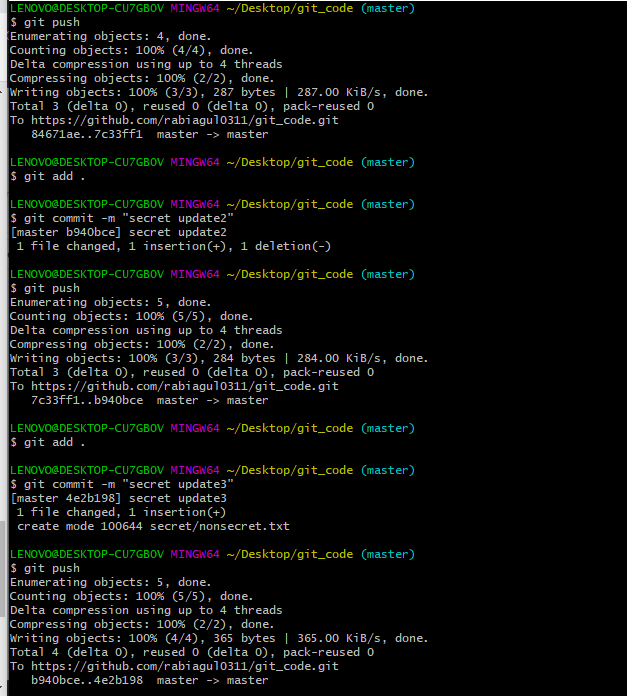 LENOVO@DESKTOP-CU7GBOV MINGW64 ~/Desktop/git_code (master)
$ git push
Enumerating objects: 4, done.
Counting objects: 100% (4/4), done.
Delta compression using up to 4 threads
Compressing objects: 100% (2/2), done.
Writing objects: 100% (3/3), 287 bytes | 287.00 KiB/s, done.
Total 3 (delta 0), reused 0 (delta 0), pack-reused 0
To https://github.com/rabiagul0311/git_code.git
   84671ae..7c33ff1  master -> master

LENOVO@DESKTOP-CU7GBOV MINGW64 ~/Desktop/git_code (master)
$ git add .

LENOVO@DESKTOP-CU7GBOV MINGW64 ~/Desktop/git_code (master)
$ git commit -m "secret update2"
[master b940bce] secret update2
 1 file changed, 1 insertion(+), 1 deletion(-)

LENOVO@DESKTOP-CU7GBOV MINGW64 ~/Desktop/git_code (master)
$ git push
Enumerating objects: 5, done.
Counting objects: 100% (5/5), done.
Delta compression using up to 4 threads
Compressing objects: 100% (2/2), done.
Writing objects: 100% (3/3), 284 bytes | 284.00 KiB/s, done.
Total 3 (delta 0), reused 0 (delta 0), pack-reused 0
To https://github.com/rabiagul0311/git_code.git
   7c33ff1..b940bce  master -> master

LENOVO@DESKTOP-CU7GBOV MINGW64 ~/Desktop/git_code (master)
$ git add .

LENOVO@DESKTOP-CU7GBOV MINGW64 ~/Desktop/git_code (master)
$ git commit -m "secret update3"
[master 4e2b198] secret update3
 1 file changed, 1 insertion(+)
 create mode 100644 secret/nonsecret.txt

LENOVO@DESKTOP-CU7GBOV MINGW64 ~/Desktop/git_code (master)
$ git push
Enumerating objects: 5, done.
Counting objects: 100% (5/5), done.
Delta compression using up to 4 threads
Compressing objects: 100% (2/2), done.
Writing objects: 100% (4/4), 365 bytes | 365.00 KiB/s, done.
Total 4 (delta 0), reused 0 (delta 0), pack-reused 0
To https://github.com/rabiagul0311/git_code.git
   b940bce..4e2b198  master -> master